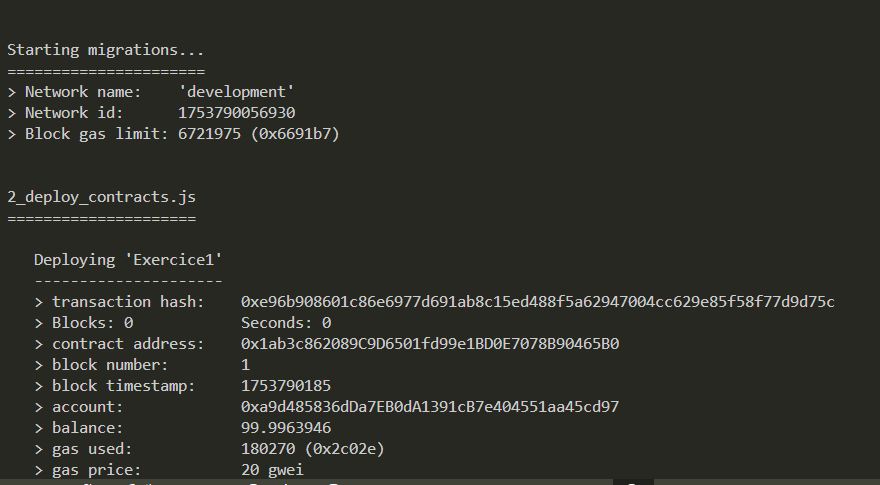 Starting migrations...
======================
> Network name:    'development'
> Network id:      1753790056930
> Block gas limit: 6721975 (0x6691b7)
2_deploy_contracts.js
=====================
Deploying 'Exercice1'
---------------------
> transaction hash:    0xe96b908601c86e6977d691ab8c15ed488f5a62947004cc629e85f58f77d9d75c
> Blocks: 0            Seconds: 0
> contract address:    0x1ab3c862089C9D6501fd99e1BD0E7078B90465B0
> block number:        1
> block timestamp:     1753790185
> account:             0xa9d485836dDa7EB0dA1391cB7e404551aa45cd97
> balance:             99.9963946
> gas used:            180270 (0x2c02e)
> gas price:           20 gwei